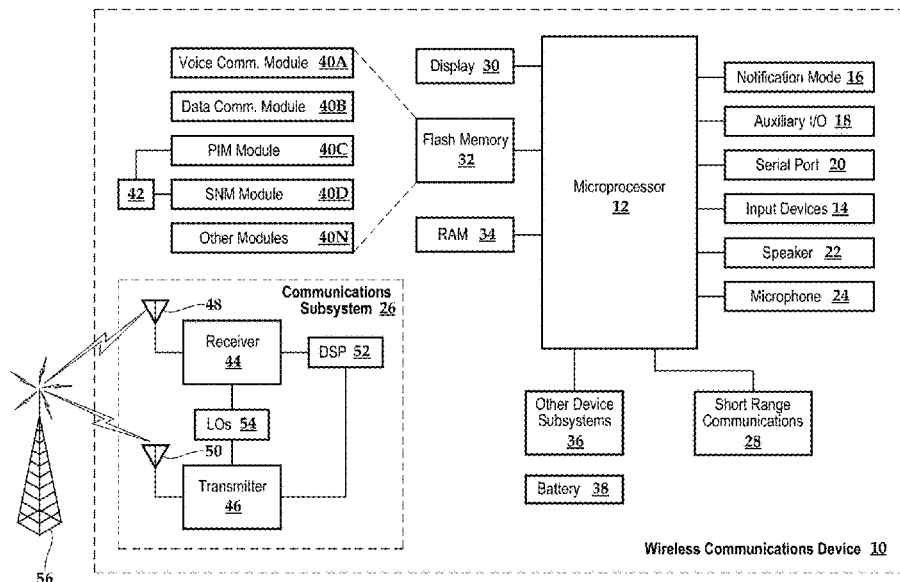 Voice Comm. Module 40A
Data Comm. Module 40B
PIM Module 40C
42
SNM Module 40D
Other Modules 40N
Display 30
Flash Memory
32
RAM 34
Microprocessor
12
Notification Mode 16
Auxiliary I/O 18
Serial Port 20
Input Devices 14
Speaker 22
Microphone 24
Communications
Subsystem 26
48
Receiver
44
DSP 52
LOs 54
50
Transmitter
46
56
Other Device
Subsystems
36
Short Range
Communications
28
Battery 38
Wireless Communications Device 10